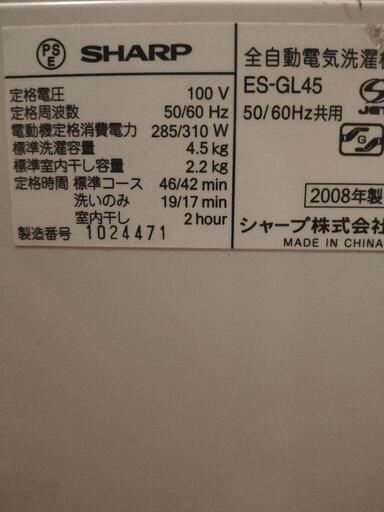 PSE SHARP
定格電圧 100 V
定格周波数 50/60 Hz
電動機定格消費電力 285/310 W
標準洗濯容量 4.5 kg
標準室内干し容量 2.2 kg
定格時間 標準コース 46/42 min
洗いのみ 19/17 min
室内干し 2 hour
製造番号 1024471
全自動電気洗濯機
ES-GL45
50/60Hz共用
JET
2008年製
シャープ株式会社
MADE IN CHINA